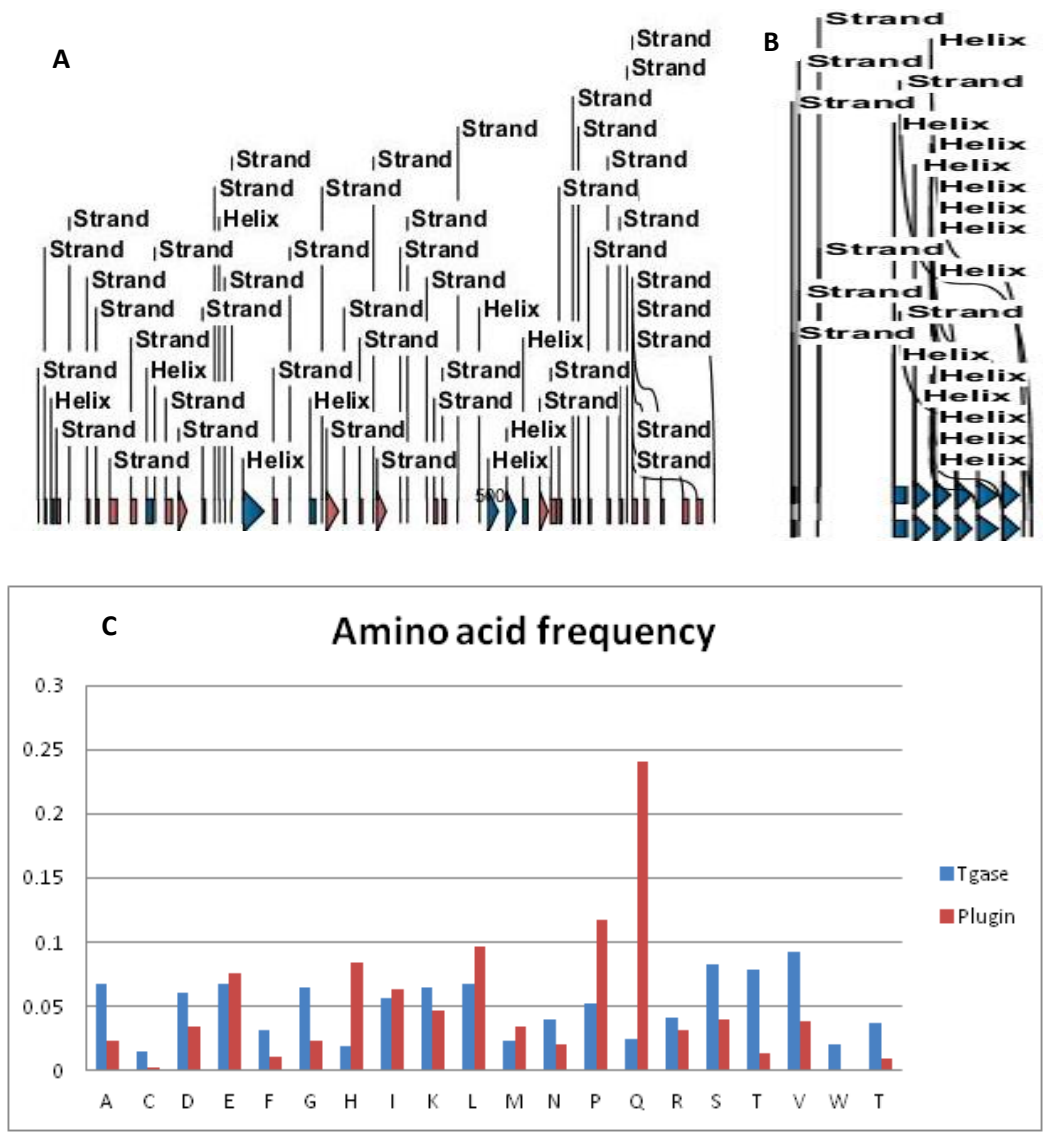 A
Strand
Strand
Strand
Strand Strand
Strand Strand Strand
Strand Strand Strand
Strand Helix Strand Strand
Strand Strand Strand Strand Strand
Strand Strand Strand Strand
Strand Strand Strand Helix Strand
Strand Strand Helix Strand
Strand Helix Strand Strand Strand
Helix Strand Helix Strand Strand
Strand Strand Strand Helix Strand
Strand Helix Strand Helix Strand
500
B
Strand
Helix
Strand
Strand
Strand
Helix
Helix
Helix
Helix
Helix
Helix
Strand
Helix
Strand
Strand
Strand
Helix
Helix
Helix
Helix
Helix
Helix
C
Amino acid frequency
0.3
0.25
0.2
0.15
0.1
0.05
0
A C D E F G H I K L M N P Q R S T V W T
Tgase
Plugin